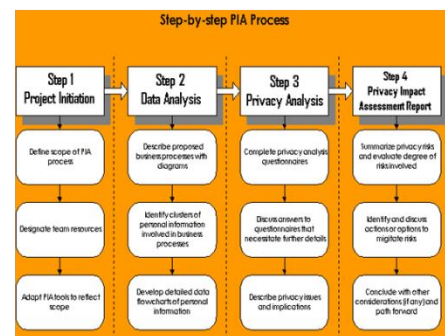 Step-by-step PIA Process
Step 1
Project Initiation
Define scope of PIA
process
Designate team resources
Adapt PIA tools to reflect
scope
Step 2
Data Analysis
Describe proposed
business processes with
diagrams
Identify clusters of
personal information
involved in business
processes
Develop detailed data
flowcharts of personal
information
Step 3
Privacy Analysis
Complete privacy analysis
questionnaires
Discuss answers to
questionnaires that
necessitate further details
Describe privacy issues
and implications
Step 4
Privacy Impact
Assessment Report
Summarize privacy risks
and evaluate degree of
risks involved
Identify and discuss
actions or options to
mitigate risks
Conclude with other
considerations (if any) and
path forward